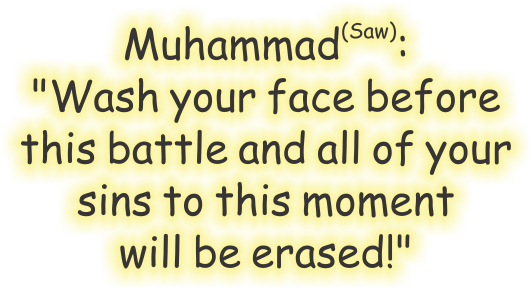 Muhammad(Saw):
"Wash your face before
this battle and all of your
sins to this moment
will be erased!"